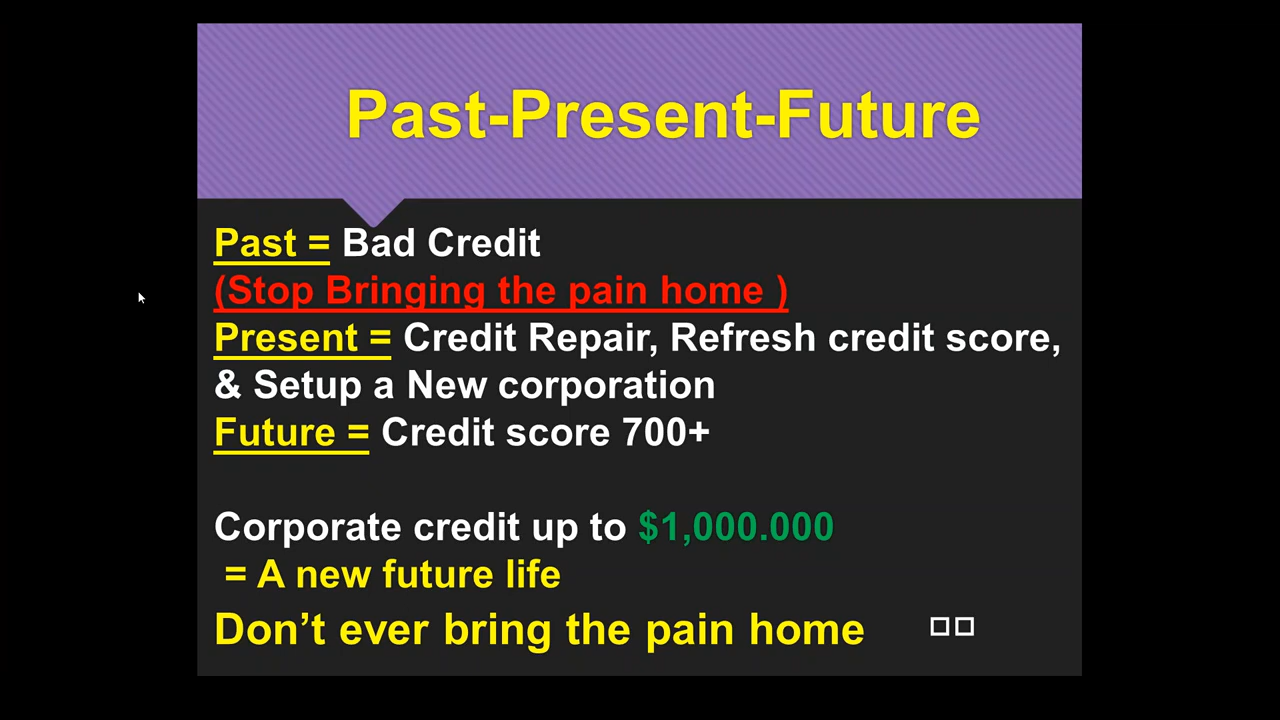 Past-Present-Future
Past = Bad Credit
(Stop Bringing the pain home )
Present = Credit Repair, Refresh credit score,
& Setup a New corporation
Future = Credit score 700+
Corporate credit up to $1,000.000
= A new future life
Don’t ever bring the pain home